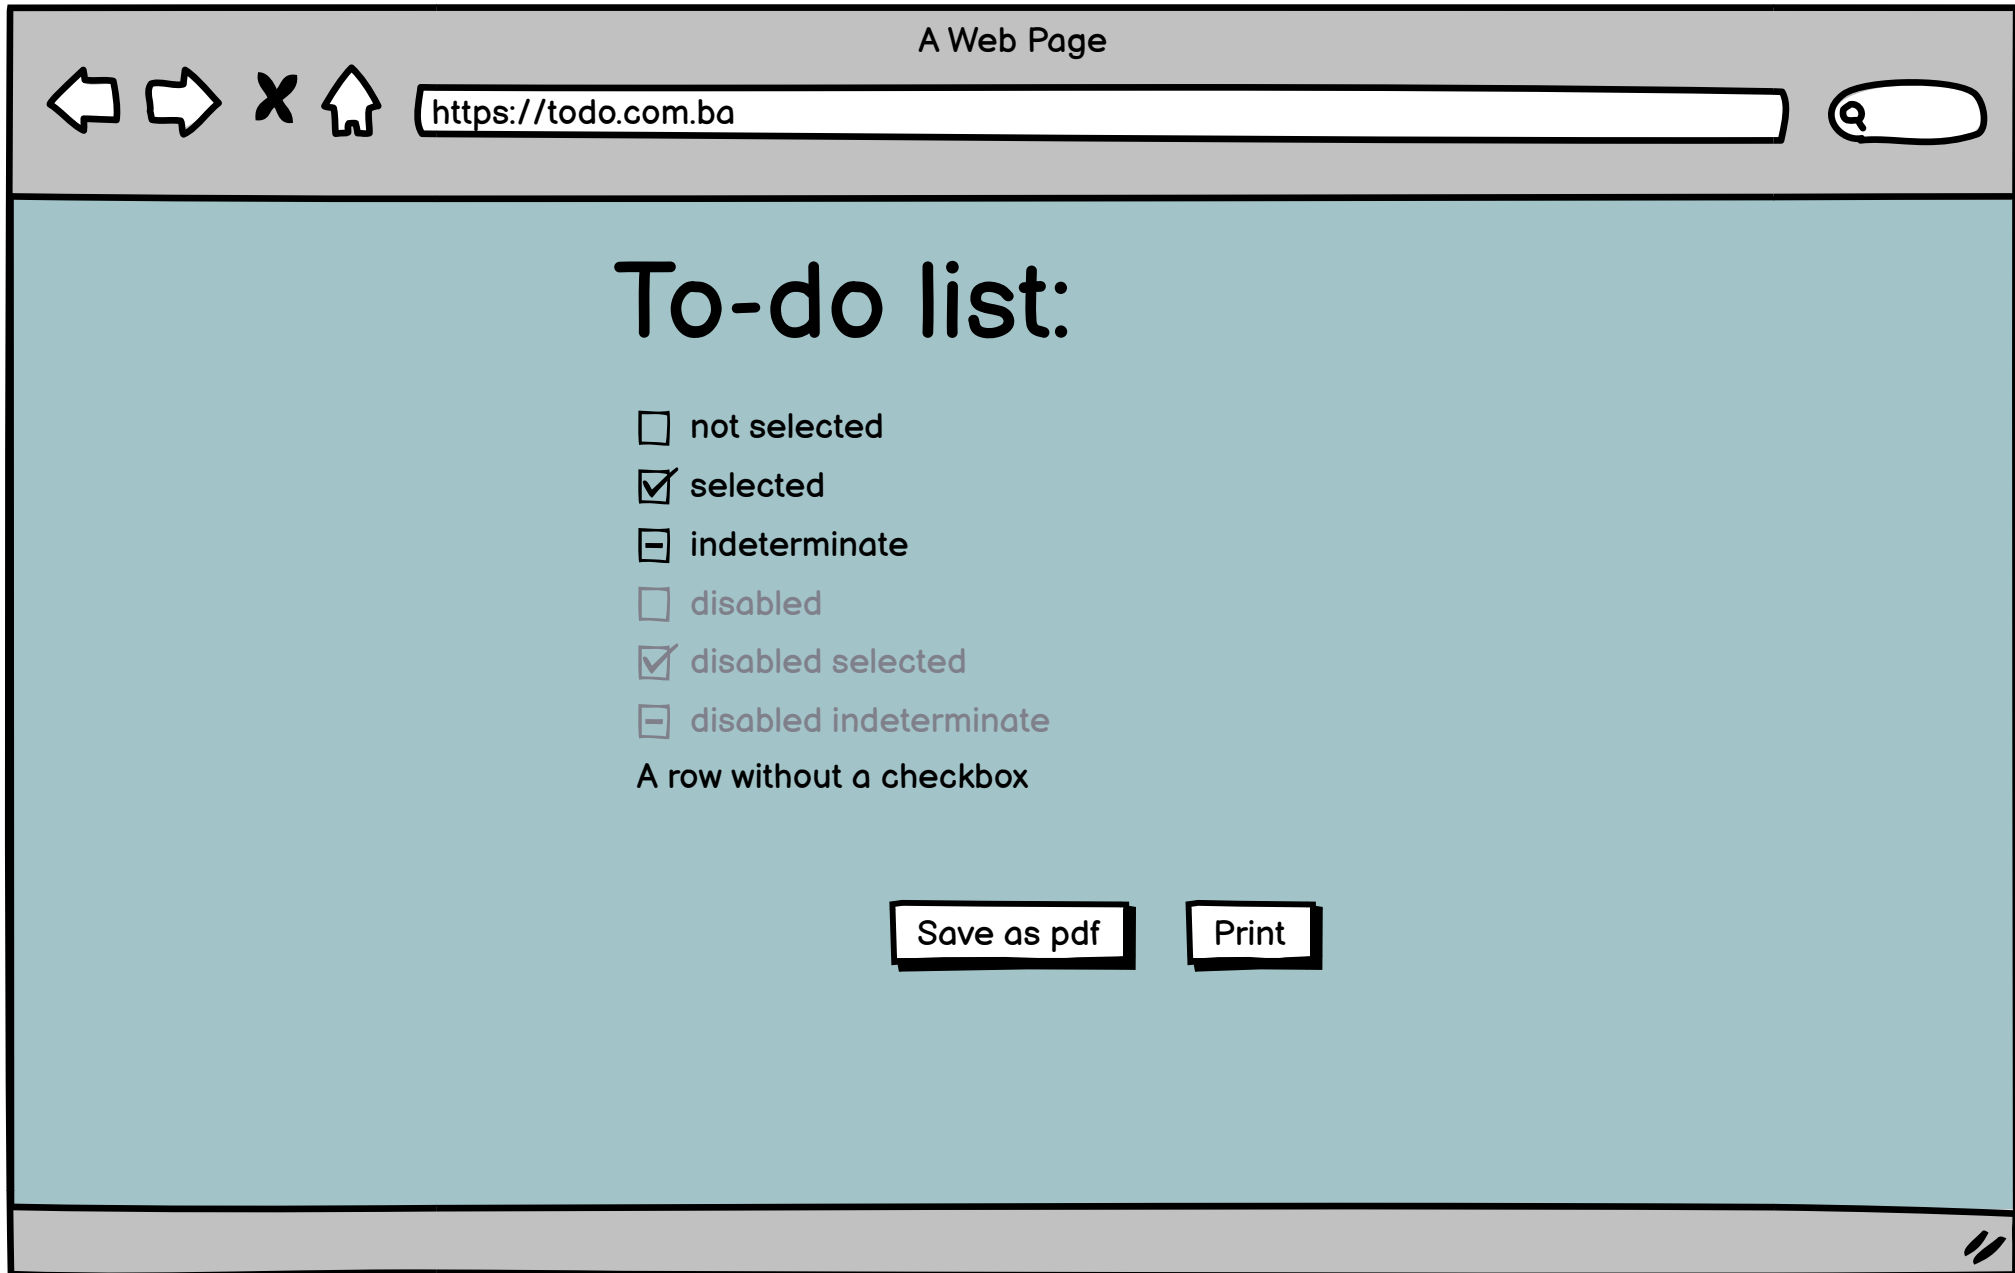 A Web Page
https://todo.com.ba
To-do list:
not selected
selected
indeterminate
disabled
disabled selected
disabled indeterminate
A row without a checkbox
Save as pdf
Print